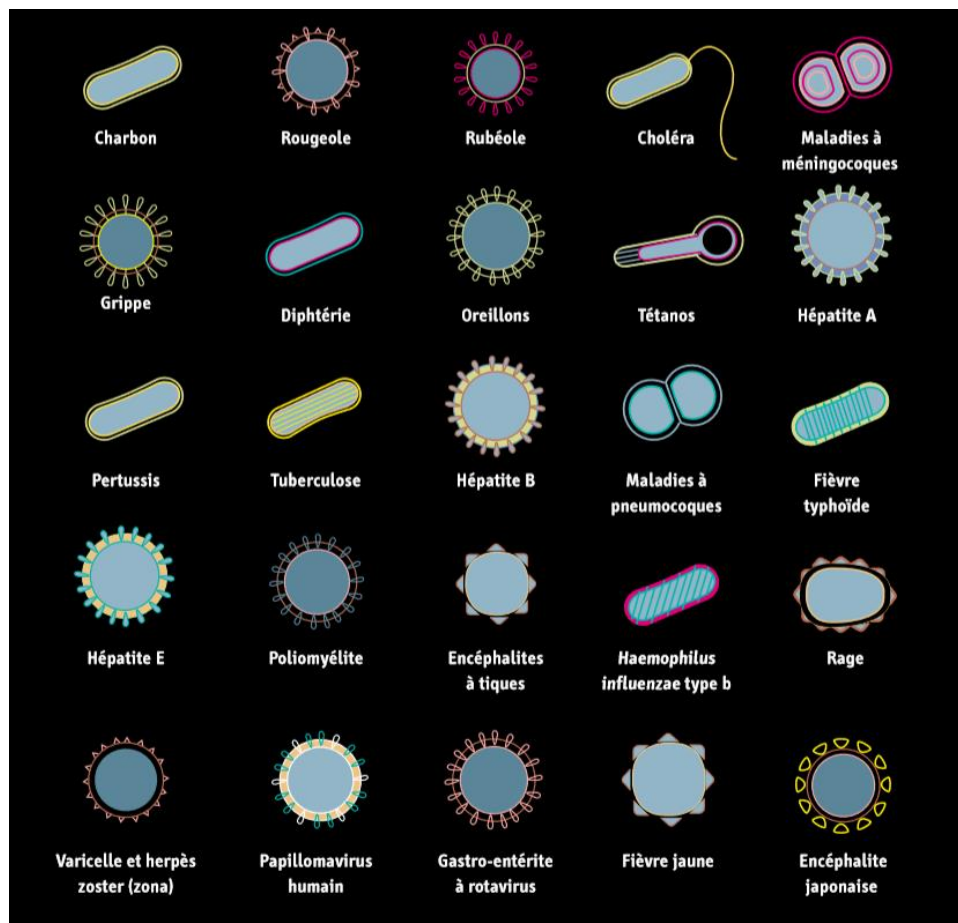 Charbon
Rougeole
Rubéole
Choléra
Maladies à
méningocoques
Grippe
Diphtérie
Oreillons
Tétanos
Hépatite A
Pertussis
Tuberculose
Hépatite B
Maladies à
pneumocoques
Fièvre
typhoïde
Hépatite E
Poliomyélite
Encéphalites
à tiques
Haemophilus
influenzae type b
Rage
Varicelle et herpès
zoster (zona)
Papillomavirus
humain
Gastro-entérite
à rotavirus
Fièvre jaune
Encéphalite
japonaise